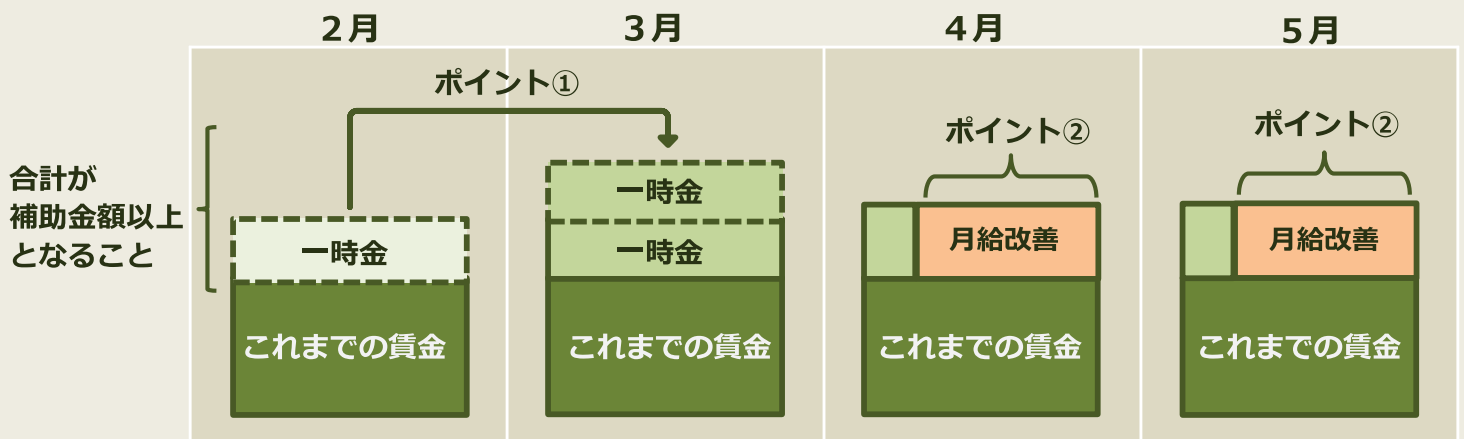 2月
3月
4月
5月
ポイント①
ポイント②
ポイント②
合計が
補助金額以上
となること
一時金
一時金
一時金
月給改善
月給改善
これまでの賃金
これまでの賃金
これまでの賃金
これまでの賃金